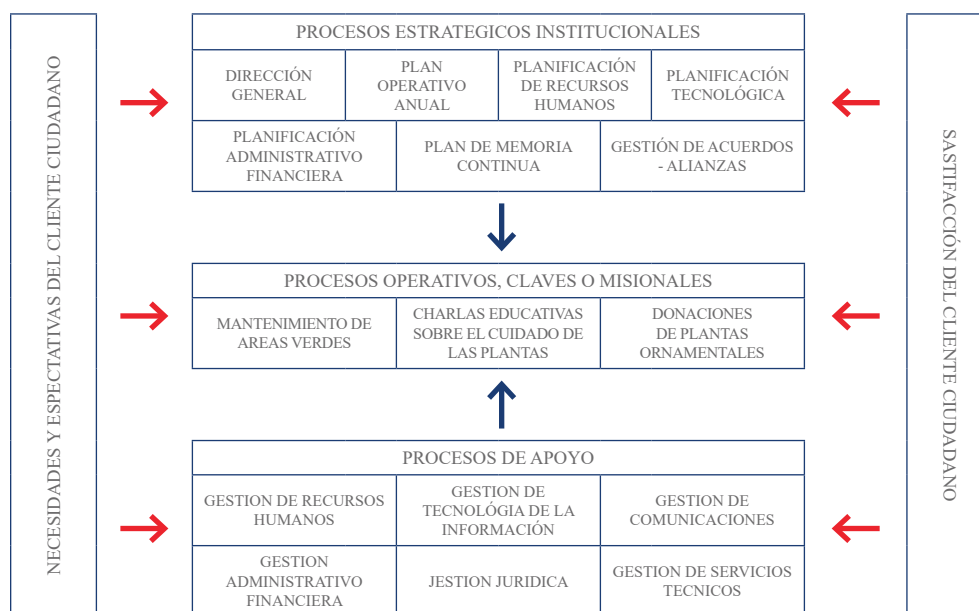 NECESIDADES Y ESPECTATIVAS DEL CLIENTE CIUDADANO
PROCESOS ESTRATEGICOS INSTITUCIONALES
DIRECCIÓN
GENERAL
PLAN
OPERATIVO
ANUAL
PLANIFICACIÓN
DE RECURSOS
HUMANOS
PLANIFICACIÓN
TECNOLÓGICA
PLANIFICACIÓN
ADMINISTRATIVO
FINANCIERA
PLAN DE MEMORIA
CONTINUA
GESTIÓN DE ACUERDOS
- ALIANZAS
PROCESOS OPERATIVOS, CLAVES O MISIONALES
MANTENIMIENTO DE
AREAS VERDES
CHARLAS EDUCATIVAS
SOBRE EL CUIDADO DE
LAS PLANTAS
DONACIONES
DE PLANTAS
ORNAMENTALES
PROCESOS DE APOYO
GESTION DE RECURSOS
HUMANOS
GESTION DE
TECNOLÓGIA DE LA
INFORMACIÓN
GESTION DE
COMUNICACIONES
GESTION
ADMINISTRATIVO
FINANCIERA
JESTION JURIDICA
GESTION DE SERVICIOS
TECNICOS
SASTIFACCIÓN DEL CLIENTE CIUDADANO